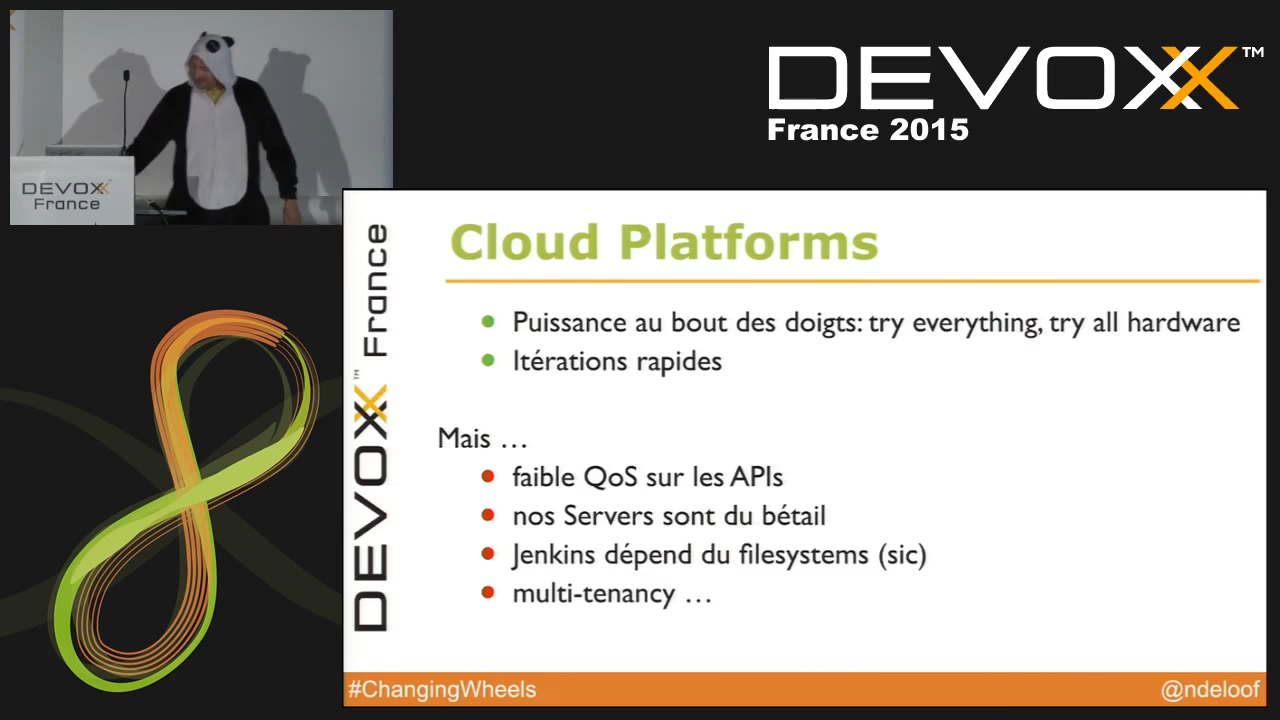 DEVOXX™
France 2015
DEVOXX
France
DEVOXX™ France
Cloud Platforms
Puissance au bout des doigts: try everything, try all hardware
Itérations rapides
Mais …
faible QoS sur les APIs
nos Servers sont du bétail
Jenkins dépend du filesystems (sic)
multi-tenancy …
#ChangingWheels
@ndeloof